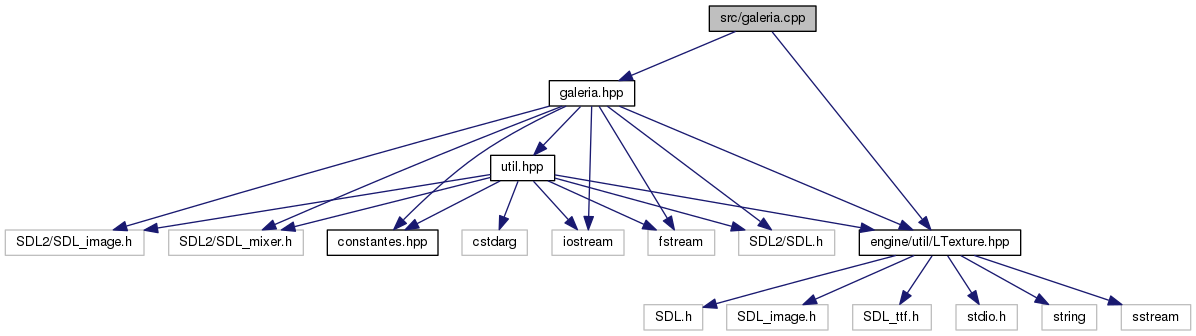 src/galeria.cpp
galeria.hpp
util.hpp
SDL2/SDL_image.h
SDL2/SDL_mixer.h
constantes.hpp
cstdarg
iostream
fstream
SDL2/SDL.h
engine/util/LTexture.hpp
SDL.h
SDL_image.h
SDL_ttf.h
stdio.h
string
sstream